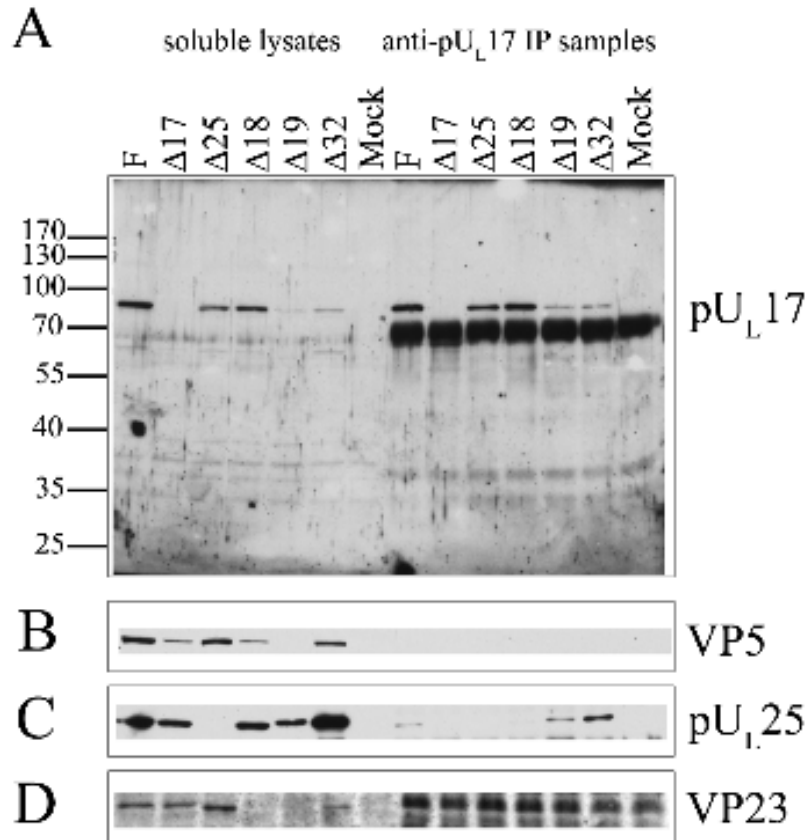 A
soluble lysates
anti-pUL17 IP samples
F Δ17 Δ25 Δ18 Δ19 Δ32 Mock F Δ17 Δ25 Δ18 Δ19 Δ32 Mock
170
130
100
70
55
40
35
25
pUL17
B
VP5
C
pUL25
D
VP23